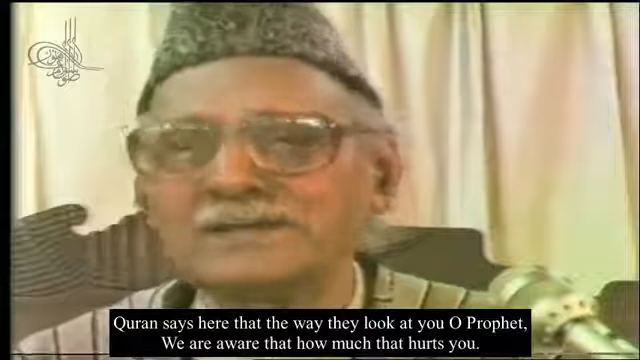 Quran says here that the way they look at you O Prophet,
We are aware that how much that hurts you.